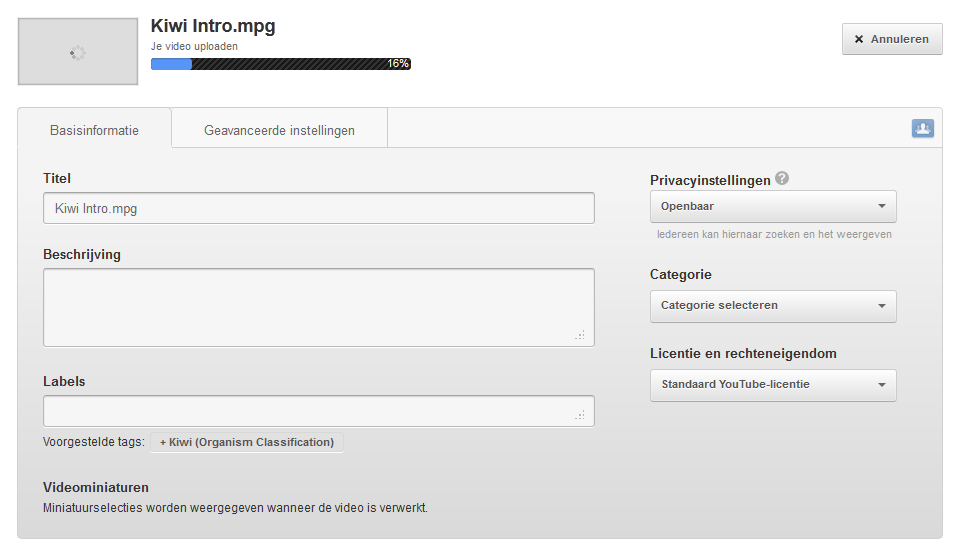 Kiwi Intro.mpg
Je video uploaden
16%
Annuleren
Basisinformatie
Geavanceerde instellingen
Titel
Kiwi Intro.mpg
Beschrijving
Labels
Voorgestelde tags: + Kiwi (Organism Classification)
Videominiaturen
Miniatuurselecties worden weergegeven wanneer de video is verwerkt.
Privacyinstellingen ?
Openbaar
Iedereen kan hiernaar zoeken en het weergeven
Categorie
Categorie selecteren
Licentie en rechteneigendom
Standaard YouTube-licentie